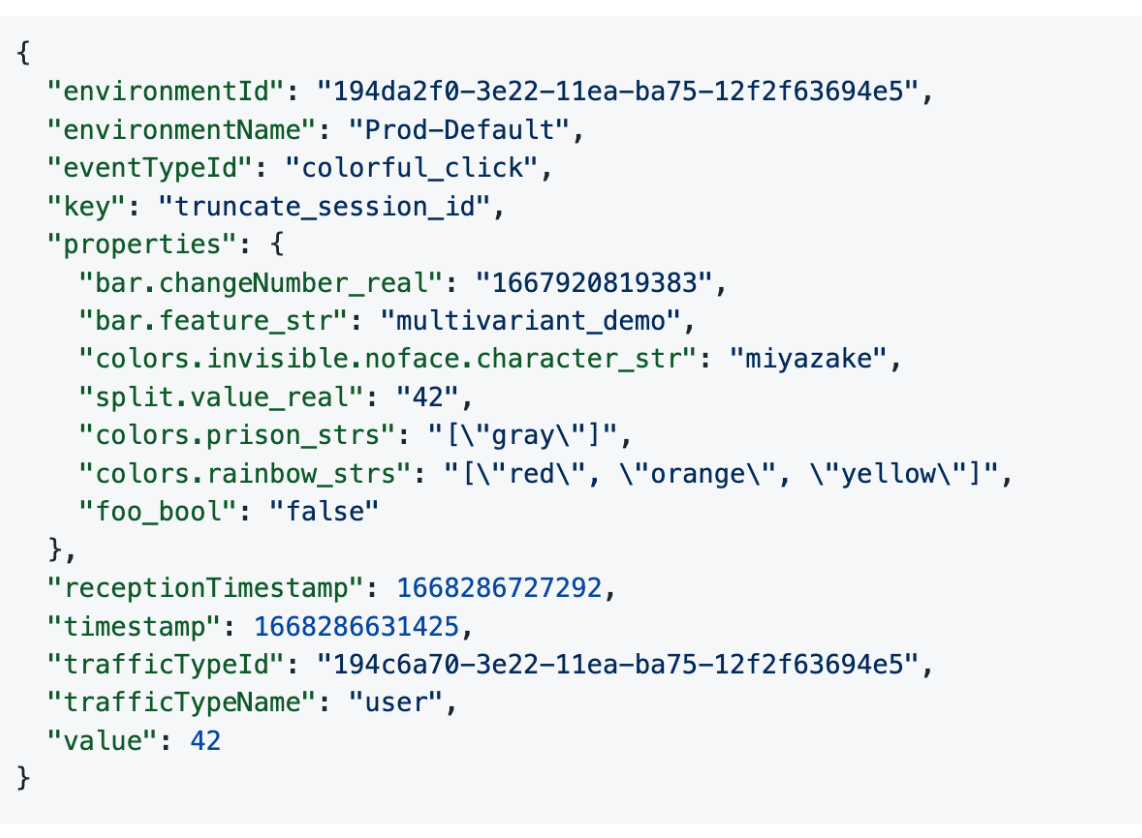 {
  "environmentId": "194da2f0-3e22-11ea-ba75-12f2f63694e5",
  "environmentName": "Prod-Default",
  "eventTypeId": "colorful_click",
  "key": "truncate_session_id",
  "properties": {
    "bar.changeNumber_real": "1667920819383",
    "bar.feature_str": "multivariant_demo",
    "colors.invisible.noface.character_str": "miyazake",
    "split.value_real": "42",
    "colors.prison_strs": "[\"gray\"]",
    "colors.rainbow_strs": "[\"red\", \"orange\", \"yellow\"]",
    "foo_bool": "false"
  },
  "receptionTimestamp": 1668286727292,
  "timestamp": 1668286631425,
  "trafficTypeId": "194c6a70-3e22-11ea-ba75-12f2f63694e5",
  "trafficTypeName": "user",
  "value": 42
}